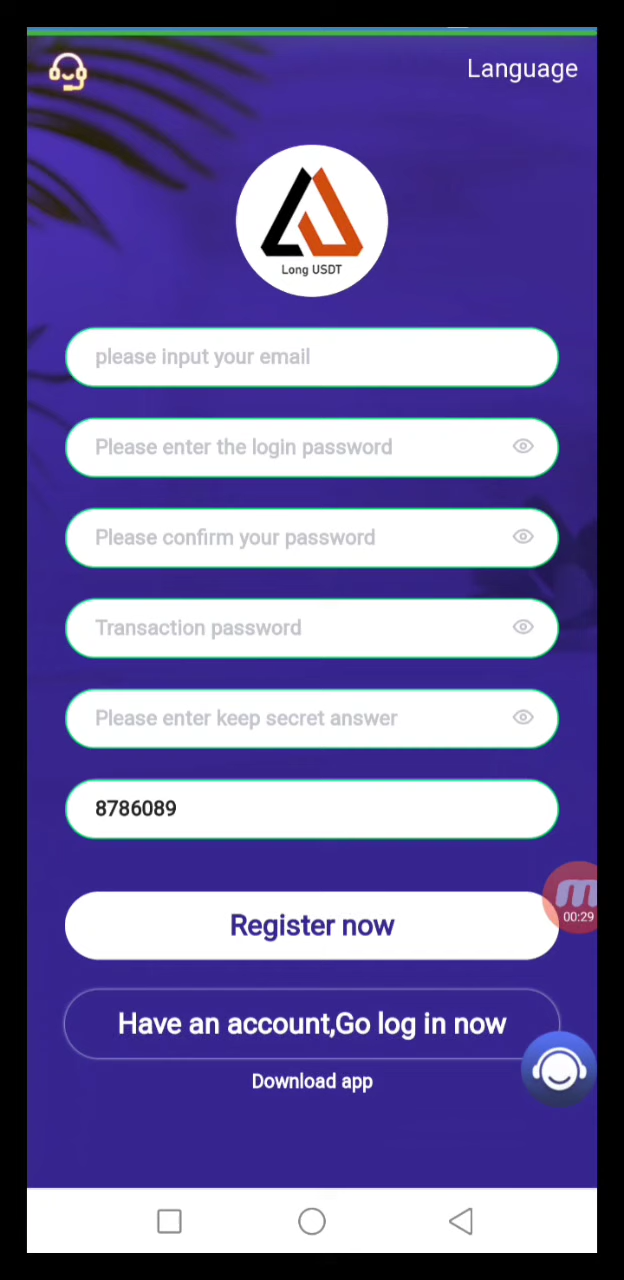 Language
Long USDT
please input your email
Please enter the login password
Please confirm your password
Transaction password
Please enter keep secret answer
8786089
Register now
00:29
Have an account,Go log in now
Download app